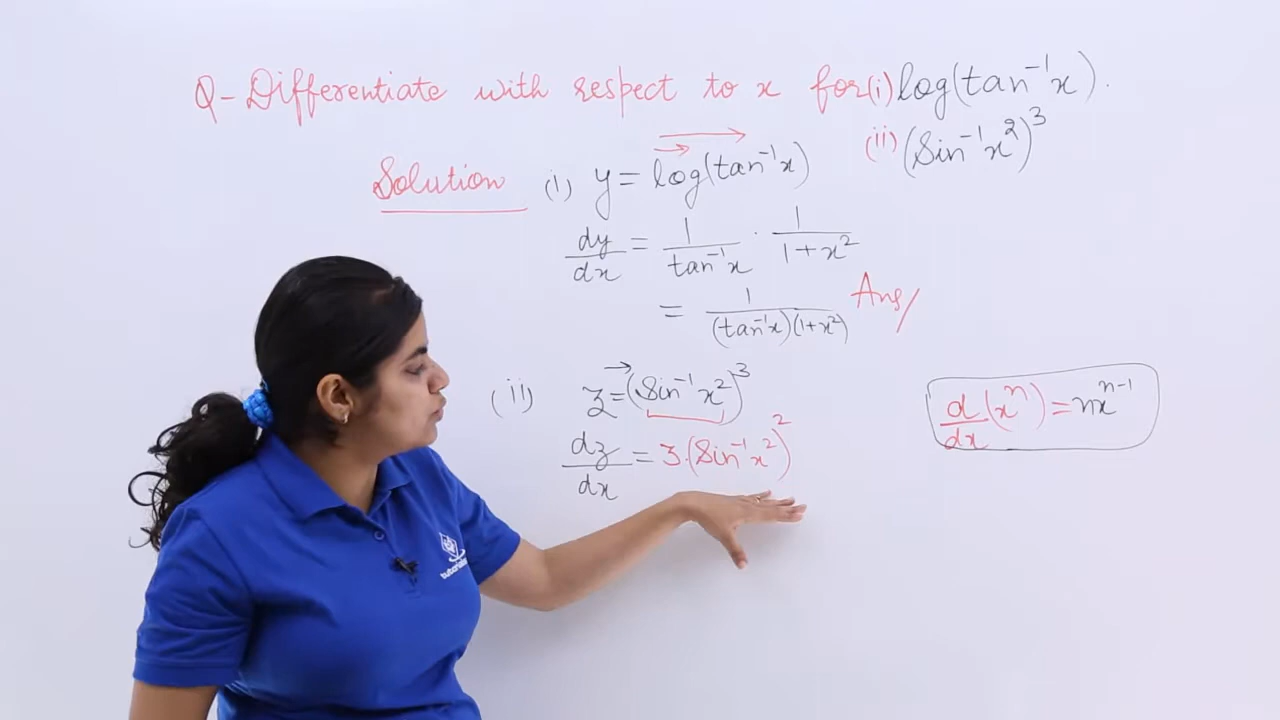 Q-Differentiate with respect to x for(i) log(tan⁻¹x).
(ii) (Sin⁻¹x²)³
Solution (i) y = log(tan⁻¹x)
dy/dx = 1/tan⁻¹x · 1/1+x²
= 1/(tan⁻¹x)(1+x²) Ans/
(ii) z = (Sin⁻¹x²)³
d/dx (xⁿ) = nxⁿ⁻¹
dz/dx = 3.(Sin⁻¹x²)²